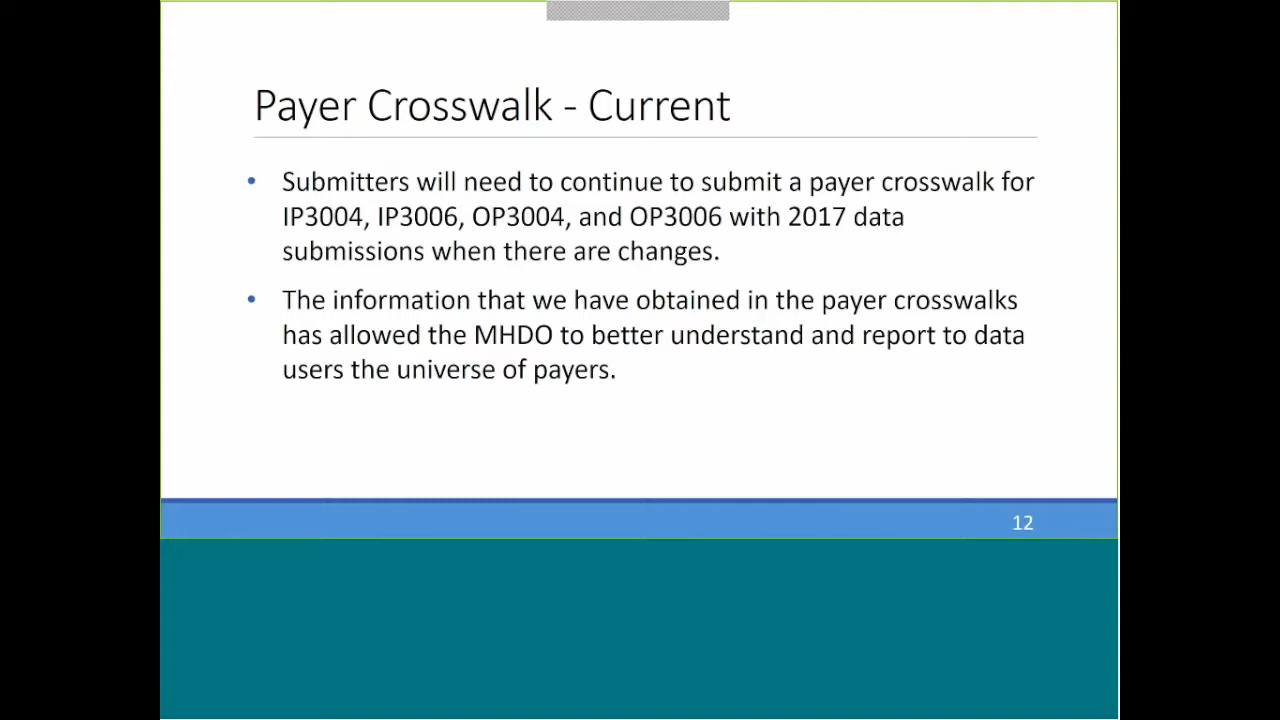 Payer Crosswalk - Current
• Submitters will need to continue to submit a payer crosswalk for
IP3004, IP3006, OP3004, and OP3006 with 2017 data
submissions when there are changes.
• The information that we have obtained in the payer crosswalks
has allowed the MHDO to better understand and report to data
users the universe of payers.
12